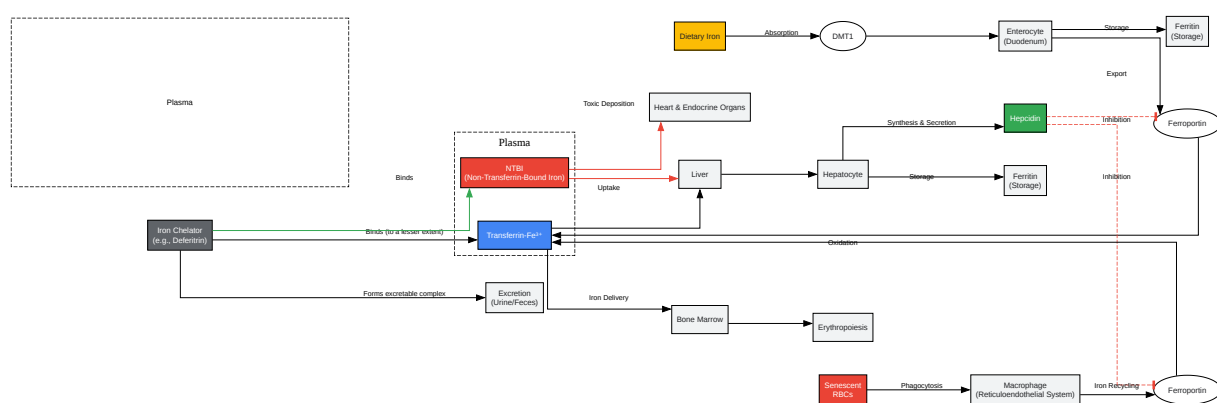 Dietary Iron
Absorption
DMT1
Enterocyte
(Duodenum)
Storage
Ferritin
(Storage)
Export
Plasma
Toxic Deposition
Heart & Endocrine Organs
Synthesis & Secretion
Hepcidin
Inhibition
Ferroportin
Plasma
NTBI
(Non-Transferrin-Bound Iron)
Binds
Uptake
Liver
Hepatocyte
Storage
Ferritin
(Storage)
Inhibition
Iron Chelator
(e.g., Deferitrin)
Binds (to a lesser extent)
Transferrin-Fe³⁺
Oxidation
Forms excretable complex
Excretion
(Urine/Feces)
Iron Delivery
Bone Marrow
Erythropoiesis
Senescent
RBCs
Phagocytosis
Macrophage
(Reticuloendothelial System)
Iron Recycling
Ferroportin